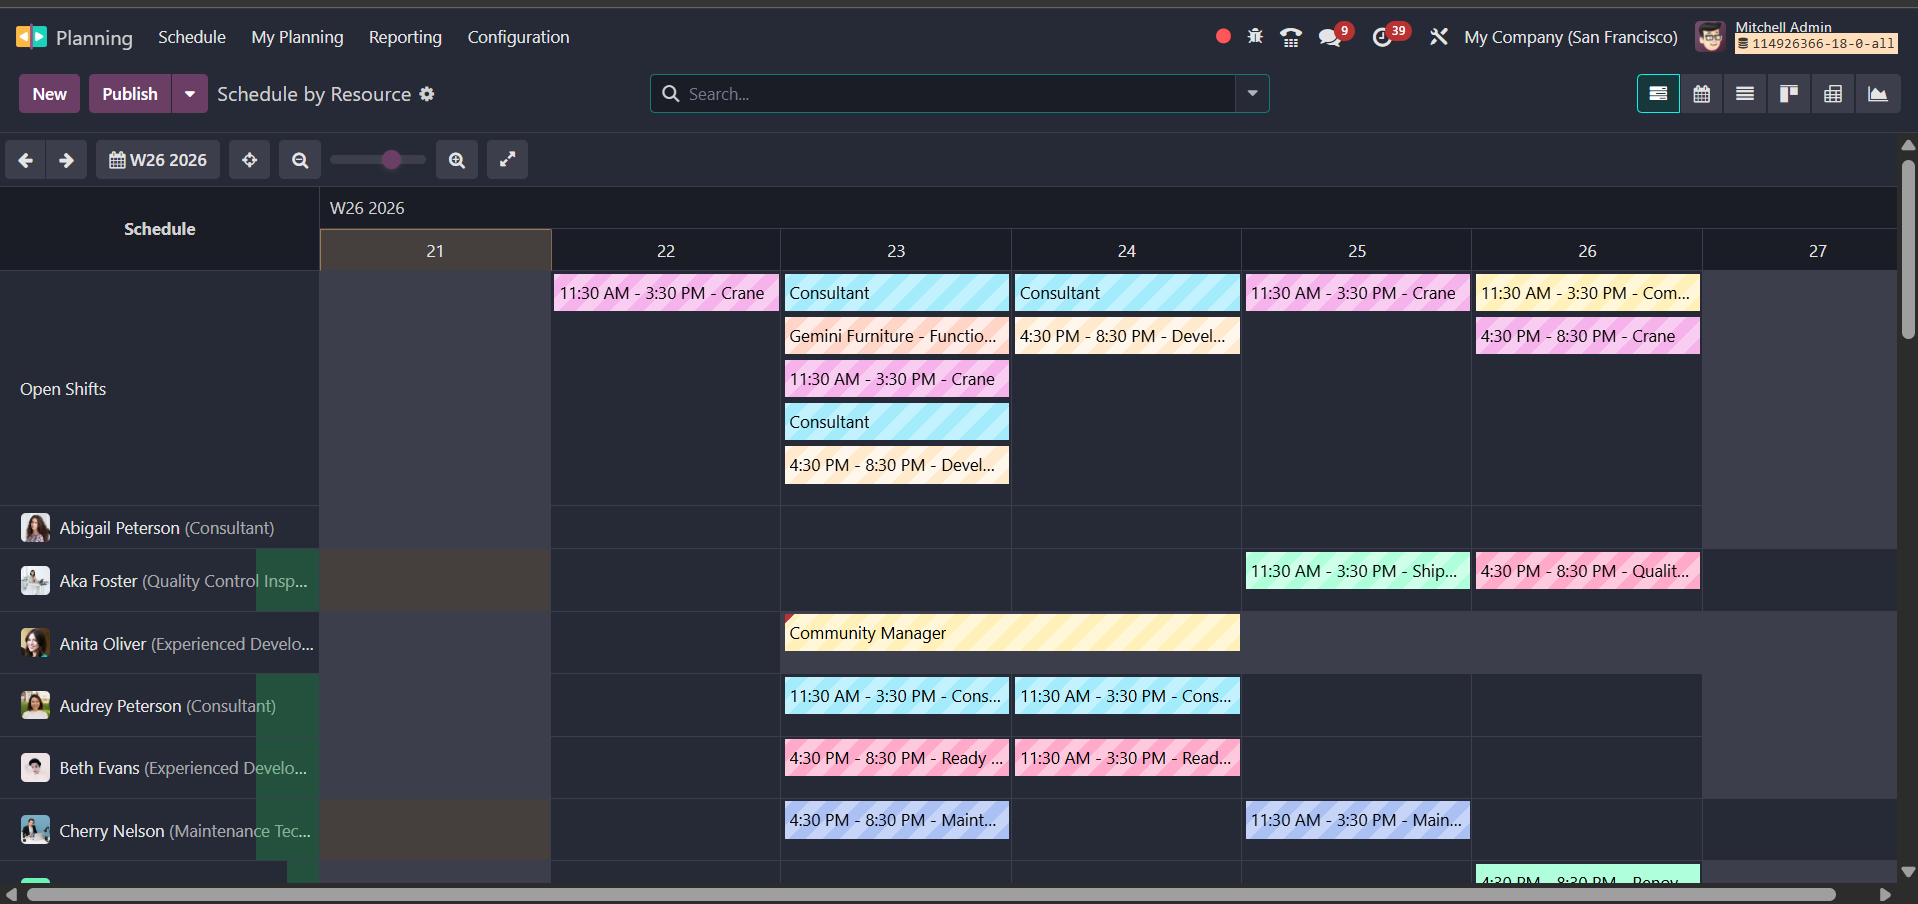 Planning Schedule My Planning Reporting Configuration 9 39 My Company (San Francisco) Mitchell Admin
114926366-18-0-all
New Publish Schedule by Resource Search...
W26 2026
Schedule W26 2026
21 22 23 24 25 26 27
Open Shifts
11:30 AM - 3:30 PM - Crane Consultant Consultant 11:30 AM - 3:30 PM - Crane 11:30 AM - 3:30 PM - Com...
Gemini Furniture - Functio... 4:30 PM - 8:30 PM - Devel... 4:30 PM - 8:30 PM - Crane
11:30 AM - 3:30 PM - Crane
Consultant
4:30 PM - 8:30 PM - Devel...
Abigail Peterson (Consultant)
Aka Foster (Quality Control Insp... 11:30 AM - 3:30 PM - Ship... 4:30 PM - 8:30 PM - Qualit...
Anita Oliver (Experienced Develo... Community Manager
Audrey Peterson (Consultant) 11:30 AM - 3:30 PM - Cons... 11:30 AM - 3:30 PM - Cons...
Beth Evans (Experienced Develo... 4:30 PM - 8:30 PM - Ready ... 11:30 AM - 3:30 PM - Read...
Cherry Nelson (Maintenance Tec... 4:30 PM - 8:30 PM - Maint... 11:30 AM - 3:30 PM - Main...
4:30 PM - 8:30 PM